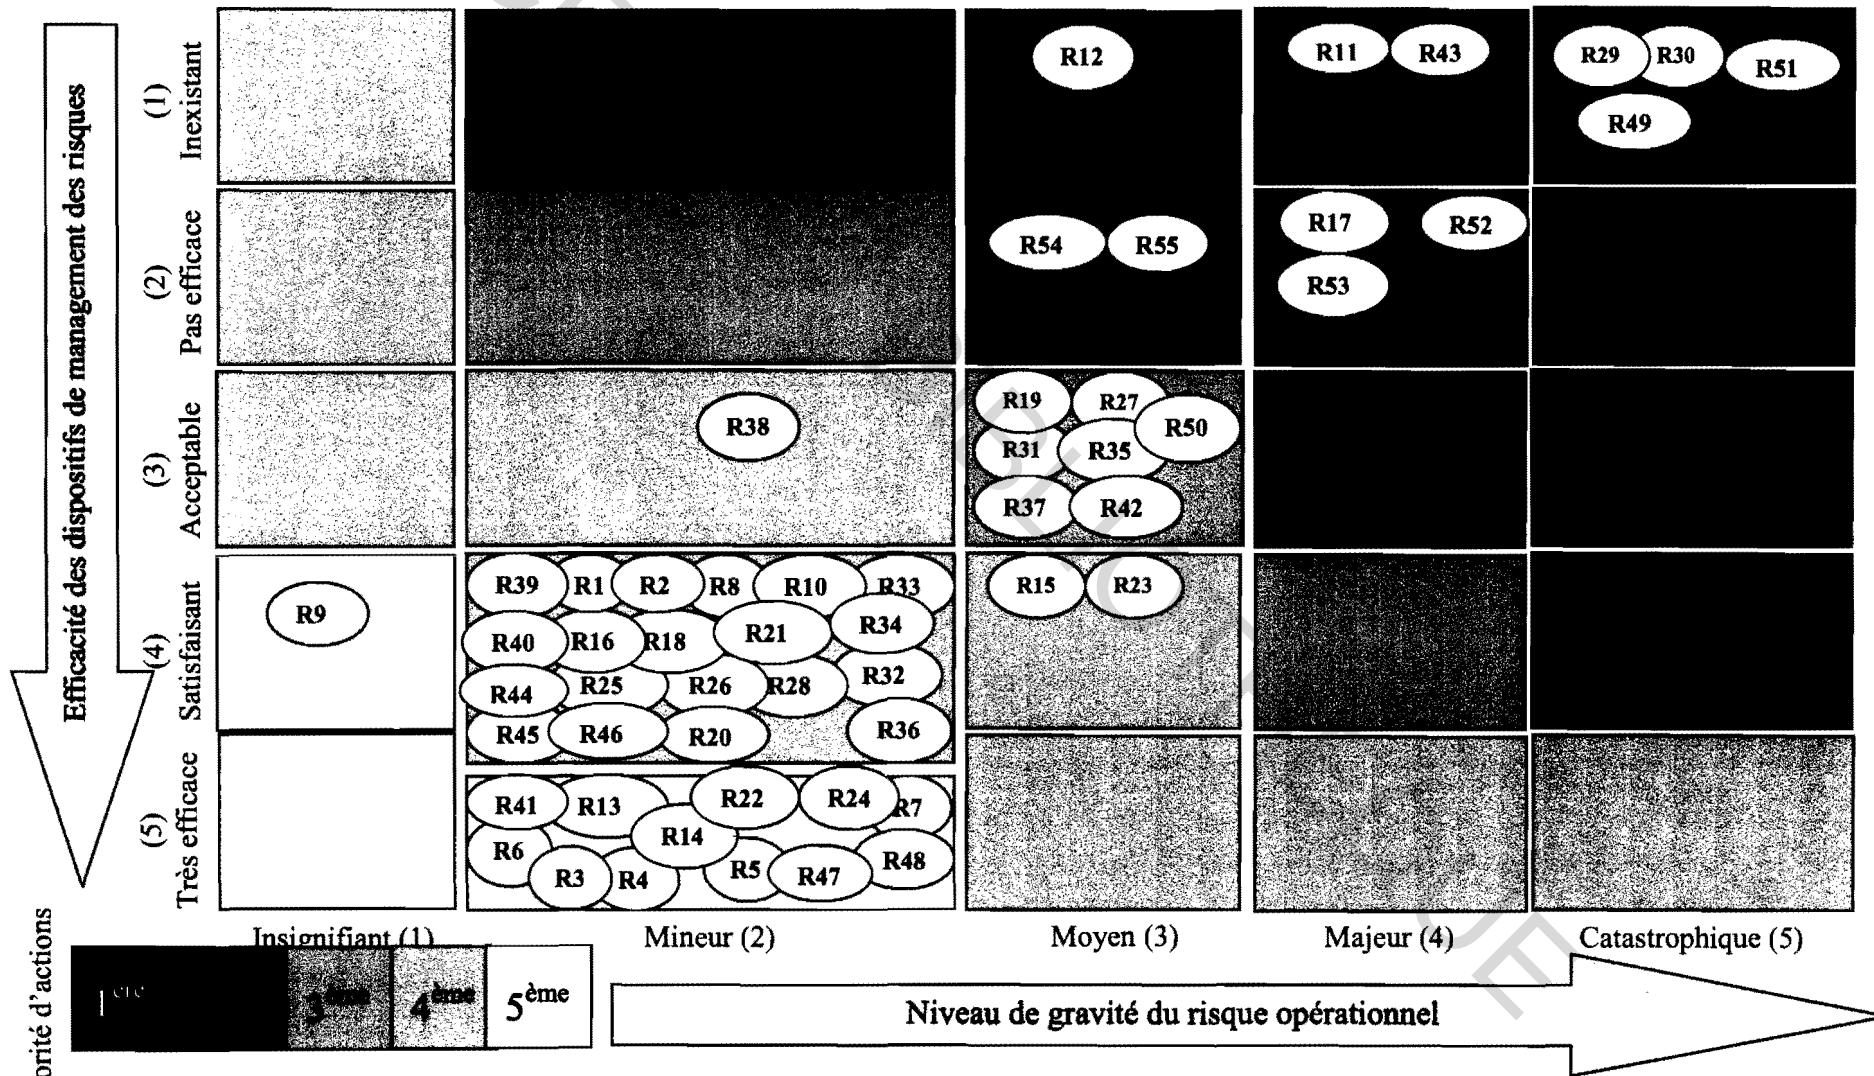 Efficacité des dispositifs de management des risques
(1)
Inexistant
R12
R11
R43
R29
R30
R51
R49
(2)
Pas efficace
R54
R55
R17
R52
R53
(3)
Acceptable
R38
R19
R27
R50
R31
R35
R37
R42
(4)
Satisfaisant
R9
R39
R1
R2
R8
R10
R33
R40
R16
R18
R21
R34
R44
R25
R26
R28
R32
R45
R46
R20
R36
R15
R23
(5)
Très efficace
R41
R13
R22
R24
R7
R6
R14
R3
R4
R5
R47
R48
Insignifiant (1)
Mineur (2)
Moyen (3)
Majeur (4)
Catastrophique (5)
orité d'actions
1ère
3ème
4ème
5ème
Niveau de gravité du risque opérationnel